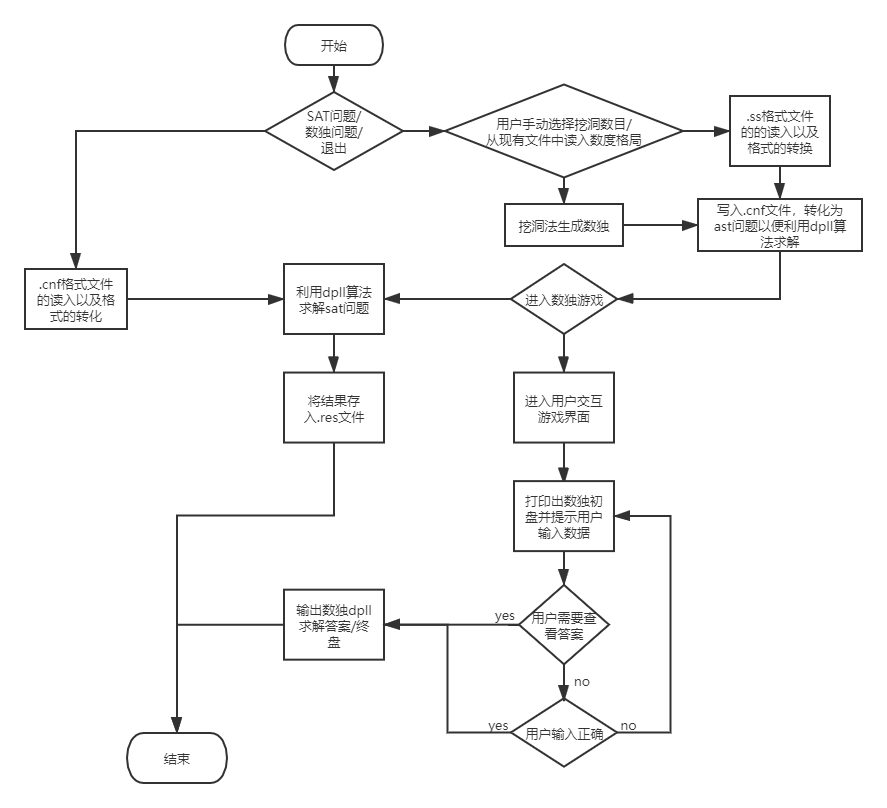 开始
SAT问题/
数独问题/
退出
用户手动选择挖洞数目/
从现有文件中读入数度格局
.ss格式文件
的的读入以及
格式的转换
挖洞法生成数独
写入.cnf文件，转化为
ast问题以便利用dpll算
法求解
.cnf格式文件
的读入以及格
式的转化
利用dpll算法
求解sat问题
进入数独游戏
将结果存
入.res文件
进入用户交互
游戏界面
打印出数独初
盘并提示用户
输入数据
输出数独dpll
求解答案/终
盘
yes
用户需要查
看答案
no
yes
用户输入正确
no
结束